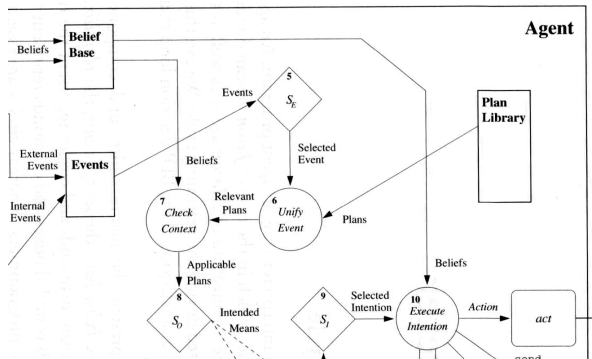 Agent
Belief
Base
Beliefs
5
S_E
Events
Plan
Library
Selected
Event
External
Events
Events
Internal
Events
Beliefs
7
Check
Context
Relevant
Plans
6
Unify
Event
Plans
Applicable
Plans
Beliefs
8
S_O
Intended
Means
9
S_I
Selected
Intention
10
Execute
Intention
Action
act
send